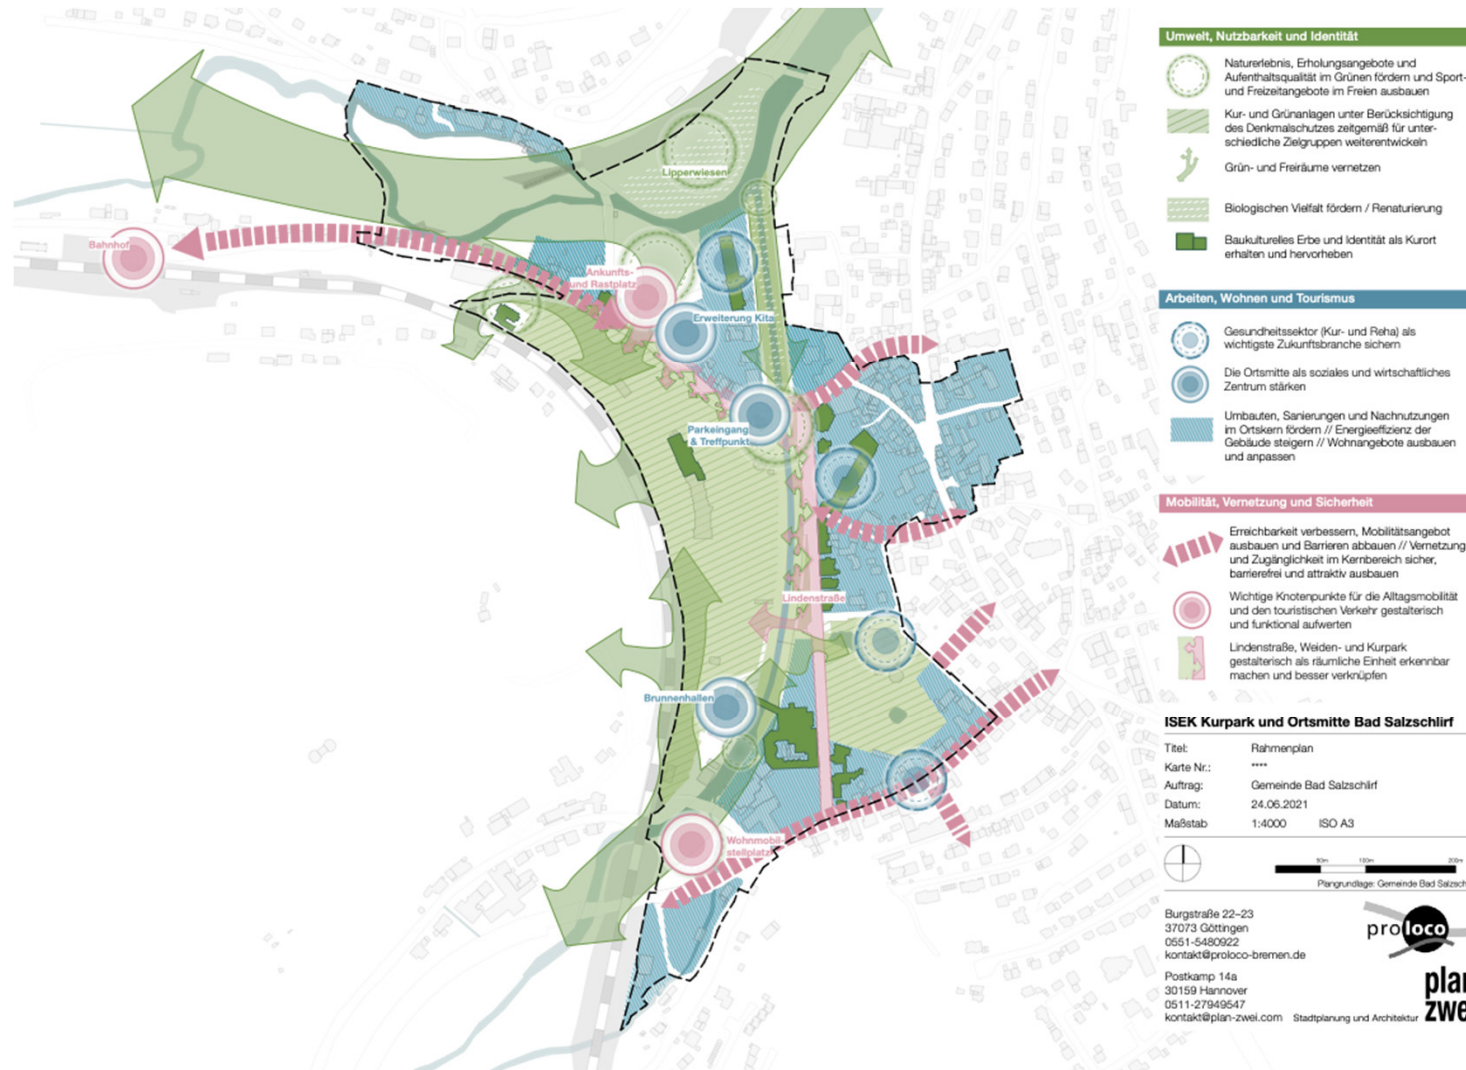 Lipperwiesen
Bahnhof
Ankunfts-
und Rastplatz
Erweiterung Kita
Parkeingang
& Treffpunkt
Lindenstraße
Brunnenhallen
Wohnmobil-
stellplatz
Umwelt, Nutzbarkeit und Identität
Naturerlebnis, Erholungsangebote und
Aufenthaltsqualität im Grünen fördern und Sport-
und Freizeitangebote im Freien ausbauen
Kur- und Grünanlagen unter Berücksichtigung
des Denkmalschutzes zeitgemäß für unter-
schiedliche Zielgruppen weiterentwickeln
Grün- und Freiräume vernetzen
Biologischen Vielfalt fördern / Renaturierung
Baukulturelles Erbe und Identität als Kurort
erhalten und hervorheben
Arbeiten, Wohnen und Tourismus
Gesundheitssektor (Kur- und Reha) als
wichtigste Zukunftsbranche sichern
Die Ortsmitte als soziales und wirtschaftliches
Zentrum stärken
Umbauten, Sanierungen und Nachnutzungen
im Ortskern fördern // Energieeffizienz der
Gebäude steigern // Wohnangebote ausbauen
und anpassen
Mobilität, Vernetzung und Sicherheit
Erreichbarkeit verbessern, Mobilitätsangebot
ausbauen und Barrieren abbauen // Vernetzung
und Zugänglichkeit im Kernbereich sicher,
barrierefrei und attraktiv ausbauen
Wichtige Knotenpunkte für die Alltagsmobilität
und den touristischen Verkehr gestalterisch
und funktional aufwerten
Lindenstraße, Weiden- und Kurpark
gestalterisch als räumliche Einheit erkennbar
machen und besser verknüpfen
ISEK Kurpark und Ortsmitte Bad Salzschlirf
Titel: Rahmenplan
Karte Nr.: ****
Auftrag: Gemeinde Bad Salzschlirf
Datum: 24.06.2021
Maßstab 1:4000 ISO A3
50m 100m 200m
Plangrundlage: Gemeinde Bad Salzsch
Burgstraße 22–23
37073 Göttingen
0551-5480922
kontakt@proloco-bremen.de
proloco
Postkamp 14a
30159 Hannover
0511-27949547
kontakt@plan-zwei.com Stadtplanung und Architektur
plan
zwe